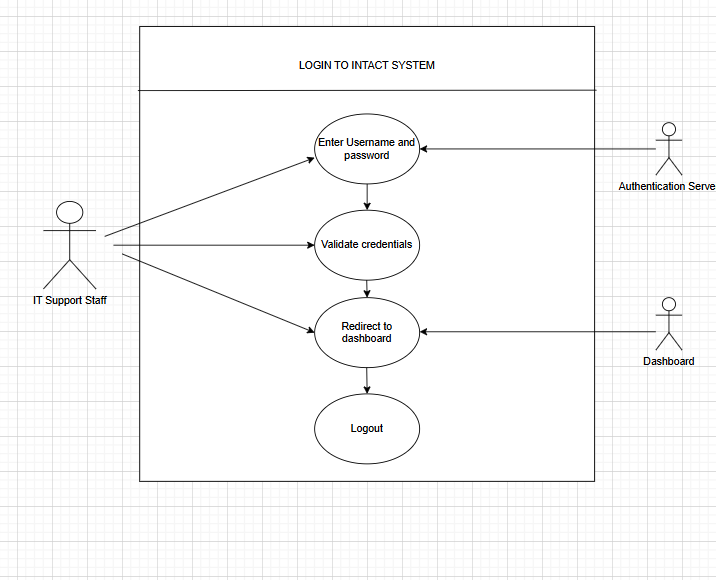 LOGIN TO INTACT SYSTEM
Enter Username and
password
Authentication Serve
Validate credentials
IT Support Staff
Redirect to
dashboard
Dashboard
Logout